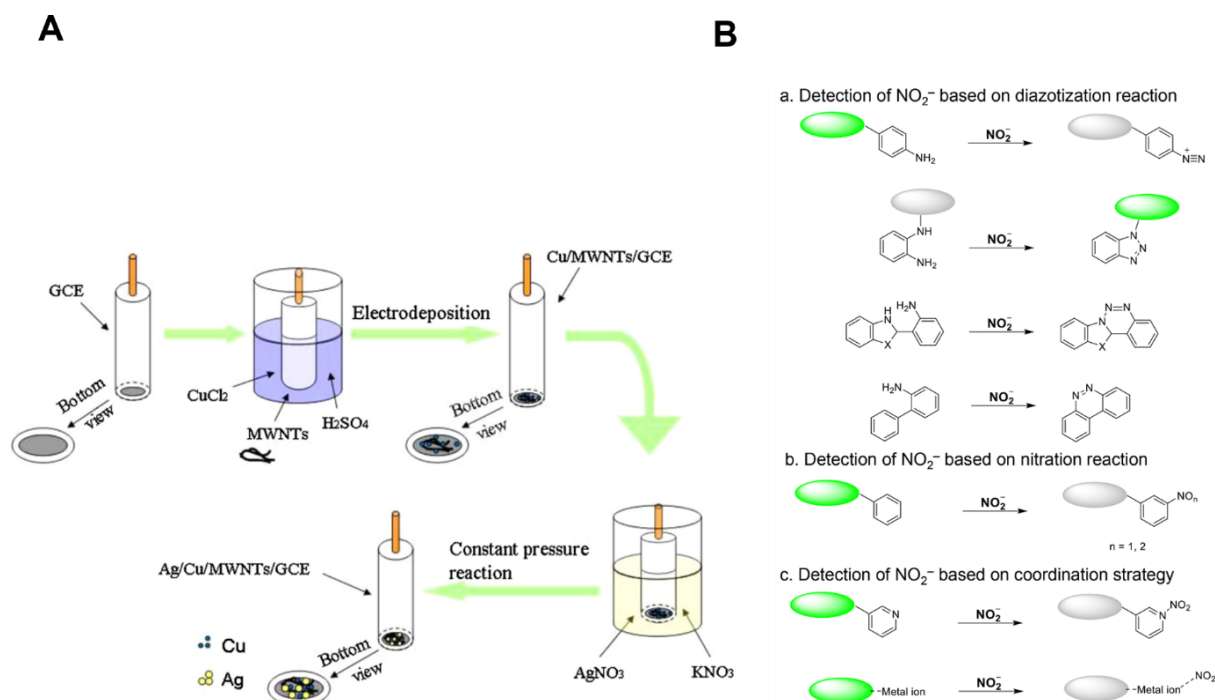 A
GCE
Bottom
view
CuCl2
MWNTs
H2SO4
Electrodeposition
Cu/MWNTs/GCE
Bottom
view
Ag/Cu/MWNTs/GCE
Constant pressure
reaction
Cu
Ag
Bottom
view
AgNO3
KNO3
B
a. Detection of NO2− based on diazotization reaction
NH2
NO2−
N≡N
+
NH
NH2
NO2−
N
N
N
H
N
H2N
X
NO2−
N=N
N
X
H2N
NO2−
N=N
b. Detection of NO2− based on nitration reaction
NO2−
NOn
n = 1, 2
c. Detection of NO2− based on coordination strategy
N
NO2−
NO2
N
Metal ion
NO2−
Metal ion
NO2